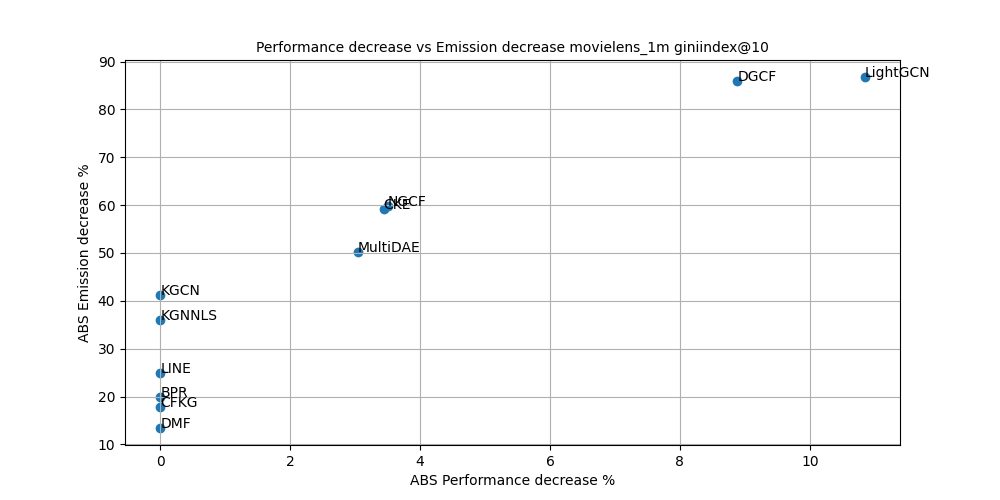 Performance decrease vs Emission decrease movielens_1m giniindex@10
ABS Emission decrease %
90
80
70
60
50
40
30
20
10
LightGCN
DGCF
NGCF
CKE
MultiDAE
KGCN
KGNNLS
LINE
BPR
CFKG
DMF
0 2 4 6 8 10
ABS Performance decrease %